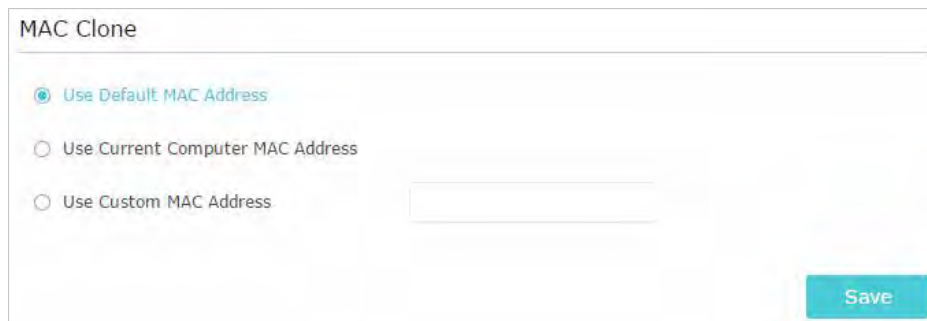 MAC Clone
Use Default MAC Address
Use Current Computer MAC Address
Use Custom MAC Address
Save